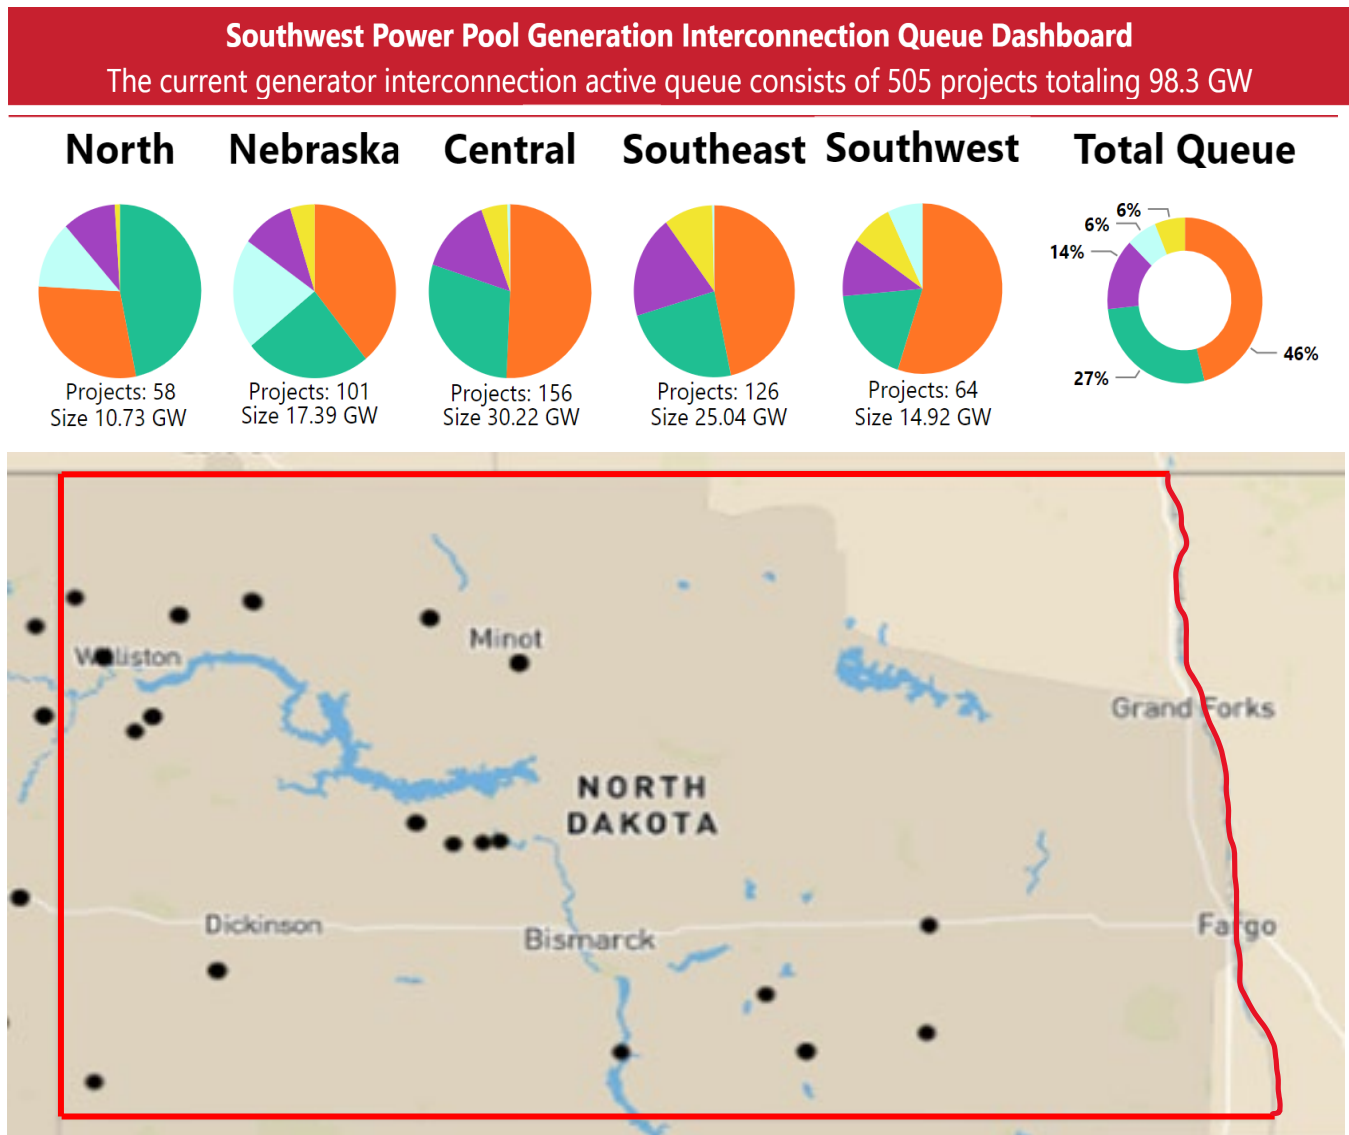 Southwest Power Pool Generation Interconnection Queue Dashboard
The current generator interconnection active queue consists of 505 projects totaling 98.3 GW
North
Nebraska
Central
Southeast
Southwest
Total Queue
Projects: 58
Size 10.73 GW
Projects: 101
Size 17.39 GW
Projects: 156
Size 30.22 GW
Projects: 126
Size 25.04 GW
Projects: 64
Size 14.92 GW
6%
6%
14%
27%
46%
Minot
Williston
Grand Forks
NORTH
DAKOTA
Dickinson
Bismarck
Fargo